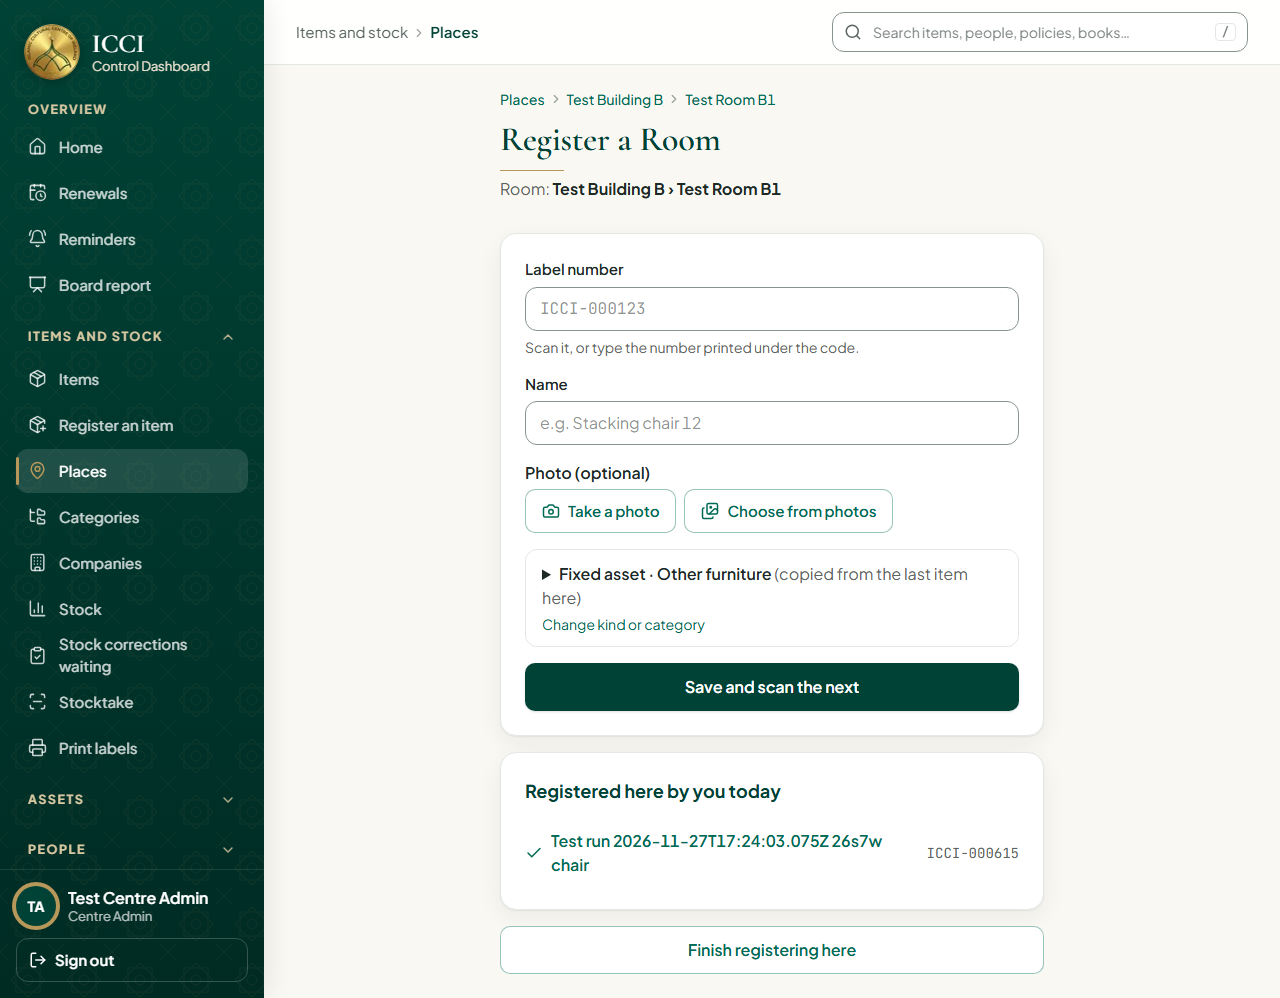 ICCI
Control Dashboard
OVERVIEW
Home
Renewals
Reminders
Board report
ITEMS AND STOCK
Items
Register an item
Places
Categories
Companies
Stock
Stock corrections
waiting
Stocktake
Print labels
ASSETS
PEOPLE
TA
Test Centre Admin
Centre Admin
Sign out
Items and stock > Places
Search items, people, policies, books... /
Places > Test Building B > Test Room B1
Register a Room
Room: Test Building B › Test Room B1
Label number
ICCI-000123
Scan it, or type the number printed under the code.
Name
e.g. Stacking chair 12
Photo (optional)
Take a photo
Choose from photos
Fixed asset · Other furniture (copied from the last item
here)
Change kind or category
Save and scan the next
Registered here by you today
Test run 2026-11-27T17:24:03.075Z 26s7w
chair
ICCI-000615
Finish registering here